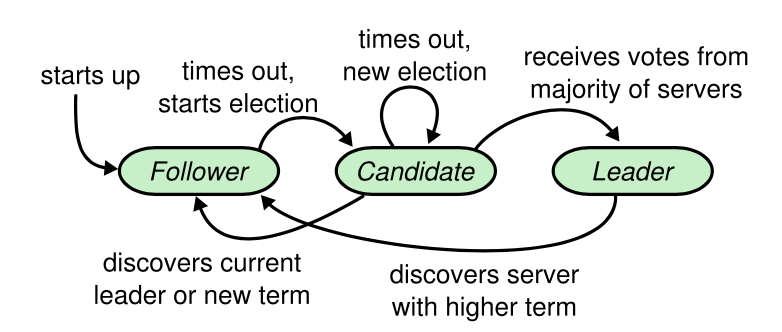 starts up
times out,
starts election
times out,
new election
receives votes from
majority of servers
Follower
Candidate
Leader
discovers current
leader or new term
discovers server
with higher term